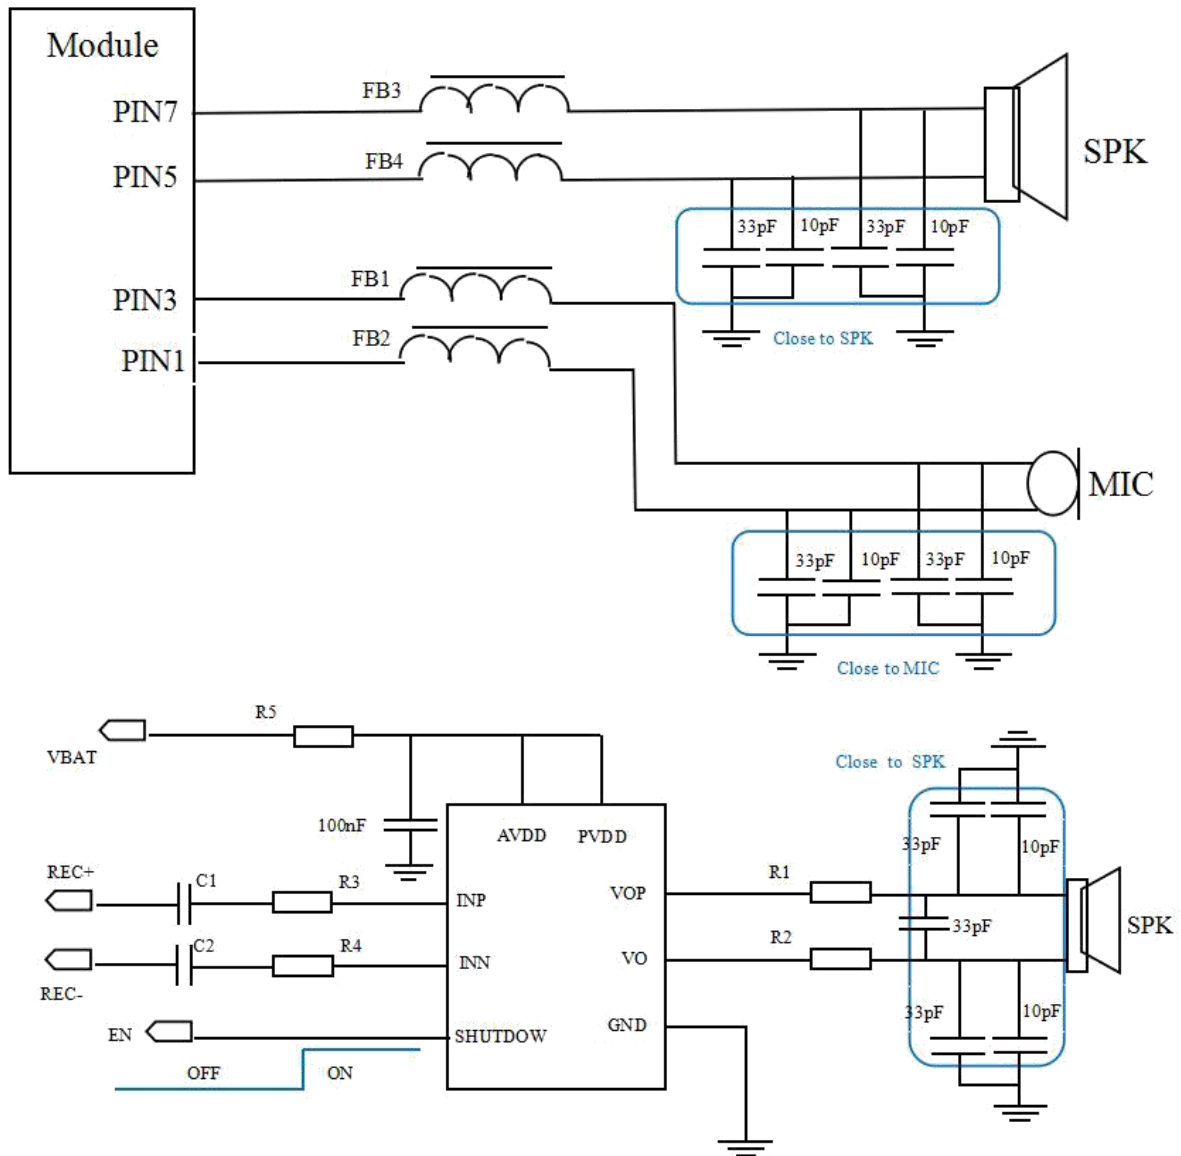 Module
PIN7
FB3
PIN5
FB4
SPK
33pF 10pF 33pF 10pF
PIN3
FB1
PIN1
FB2
Close to SPK
MIC
33pF 10pF 33pF 10pF
Close to MIC
R5
VBAT
Close to SPK
100nF
AVDD PVDD
33pF 10pF
REC+
C1
R3
INP
VOP
R1
33pF
SPK
REC-
C2
R4
INN
VO
R2
33pF 10pF
EN
SHUTDOW
GND
OFF ON